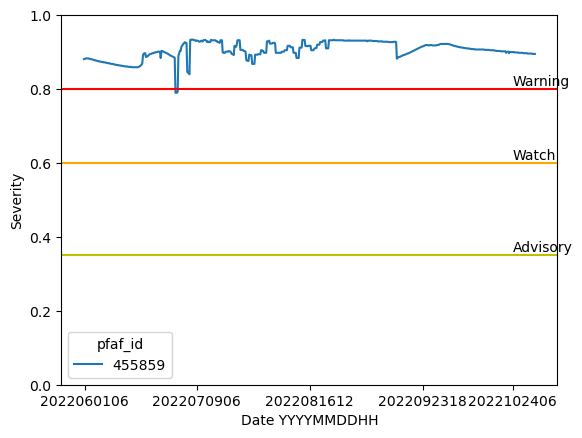 1.0
Warning
0.8
Watch
0.6
Severity
0.4
Advisory
0.2
pfaf_id
455859
0.0
2022060106 2022070906 2022081612 2022092318 2022102406
Date YYYYMMDDHH